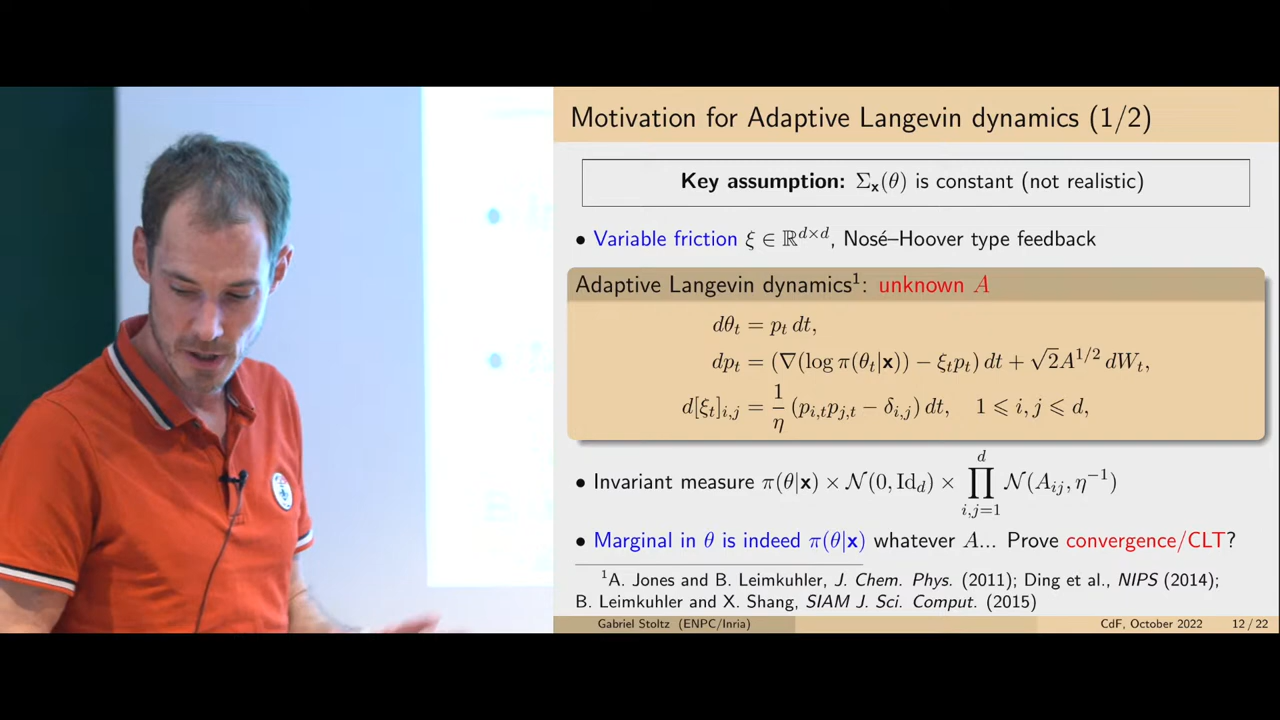 Motivation for Adaptive Langevin dynamics (1/2)
Key assumption: Σ𝐱(θ) is constant (not realistic)
• Variable friction ξ ∈ ℝ^{d×d}, Nosé–Hoover type feedback
Adaptive Langevin dynamics¹: unknown A
dθ_t = p_t dt,
dp_t = (∇(log π(θ_t|𝐱)) − ξ_t p_t) dt + √2 A^{1/2} dW_t,
d[ξ_t]_{i,j} = \frac{1}{η} (p_{i,t} p_{j,t} − δ_{i,j}) dt, 1 ⩽ i, j ⩽ d,
• Invariant measure π(θ|𝐱) × 𝒩(0, Id_d) × ∏_{i,j=1}^{d} 𝒩(A_{ij}, η^{−1})
• Marginal in θ is indeed π(θ|𝐱) whatever A... Prove convergence/CLT?
¹A. Jones and B. Leimkuhler, J. Chem. Phys. (2011); Ding et al., NIPS (2014);
B. Leimkuhler and X. Shang, SIAM J. Sci. Comput. (2015)
Gabriel Stoltz (ENPC/Inria) CdF, October 2022 12/22